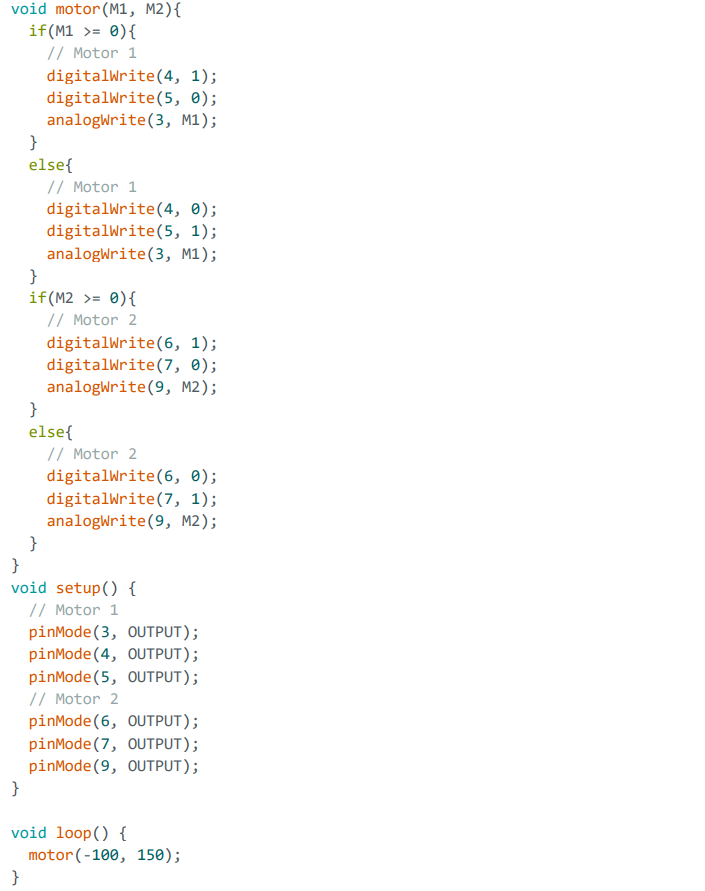 void motor(M1, M2){
  if(M1 >= 0){
    // Motor 1
    digitalWrite(4, 1);
    digitalWrite(5, 0);
    analogWrite(3, M1);
  }
  else{
    // Motor 1
    digitalWrite(4, 0);
    digitalWrite(5, 1);
    analogWrite(3, M1);
  }
  if(M2 >= 0){
    // Motor 2
    digitalWrite(6, 1);
    digitalWrite(7, 0);
    analogWrite(9, M2);
  }
  else{
    // Motor 2
    digitalWrite(6, 0);
    digitalWrite(7, 1);
    analogWrite(9, M2);
  }
}
void setup() {
  // Motor 1
  pinMode(3, OUTPUT);
  pinMode(4, OUTPUT);
  pinMode(5, OUTPUT);
  // Motor 2
  pinMode(6, OUTPUT);
  pinMode(7, OUTPUT);
  pinMode(9, OUTPUT);
}

void loop() {
  motor(-100, 150);
}